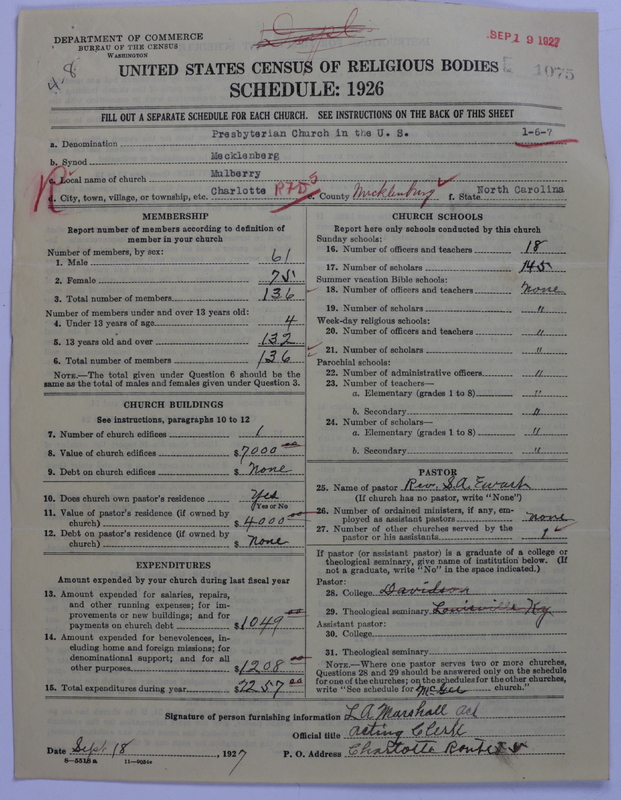 DEPARTMENT OF COMMERCE
BUREAU OF THE CENSUS
WASHINGTON
SEP 19 1927
1075
4-8
UNITED STATES CENSUS OF RELIGIOUS BODIES
SCHEDULE: 1926
FILL OUT A SEPARATE SCHEDULE FOR EACH CHURCH. SEE INSTRUCTIONS ON THE BACK OF THIS SHEET
a. Denomination Presbyterian Church in the U. S. 1-6-7
b. Synod Mecklenberg
c. Local name of church Mulberry
d. City, town, village, or township, etc. Charlotte RFD 5 e. County Mecklenburg f. State North Carolina
MEMBERSHIP
Report number of members according to definition of
member in your church
Number of members, by sex:
1. Male 61
2. Female 75
3. Total number of members 136
Number of members under and over 13 years old:
4. Under 13 years of age 4
5. 13 years old and over 132
6. Total number of members 136
NOTE.—The total given under Question 6 should be
same as the total of males and females given under Question 3.
CHURCH BUILDINGS
See instructions, paragraphs 10 to 12
7. Number of church edifices 1
8. Value of church edifices $ 7000 00
9. Debt on church edifices $ None
10. Does church own pastor's residence Yes
(Yes or No
11. Value of pastor's residence (if owned by
church) $ 4000 00
12. Debt on pastor's residence (if owned by
church) $ None
EXPENDITURES
Amount expended by your church during last fiscal year
13. Amount expended for salaries, repairs,
and other running expenses; for im-
provements or new buildings; and for
payments on church debt $ 1049 00
14. Amount expended for benevolences, in-
cluding home and foreign missions; for
denominational support; and for all
other purposes $ 1208
15. Total expenditures during year $ 2257 00
CHURCH SCHOOLS
Report here only schools conducted by this church
Sunday schools:
16. Number of officers and teachers 18
17. Number of scholars 145
Summer vacation Bible schools:
18. Number of officers and teachers None
19. Number of scholars "
Week-day religious schools:
20. Number of officers and teachers "
21. Number of scholars "
Parochial schools:
22. Number of administrative officers "
23. Number of teachers—
a. Elementary (grades 1 to 8) "
b. Secondary "
24. Number of scholars—
a. Elementary (grades 1 to 8) "
b. Secondary "
PASTOR
25. Name of pastor Rev. S. A. Ewart
(If church has no pastor, write "None")
26. Number of ordained ministers, if any, em-
ployed as assistant pastors None
27. Number of other churches served by the
pastor or his assistants 1
If pastor (or assistant pastor) is a graduate of a college or
theological seminary, give name of institution below. (If
not a graduate, write "No" in the space indicated.)
Pastor:
28. College Davidson
29. Theological seminary Louisville Ky
Assistant pastor:
30. College
31. Theological seminary
NOTE.—Where one pastor serves two or more churches,
Questions 28 and 29 should be answered only on the schedule
for one of the churches; on the schedules for the other churches,
write "See schedule for McGee church."
Signature of person furnishing information L. A. Marshall Act
Official title Acting Clerk
Date Sept 18, 1927 P. O. Address Charlotte Route 5
8-5518 a 11-9054a